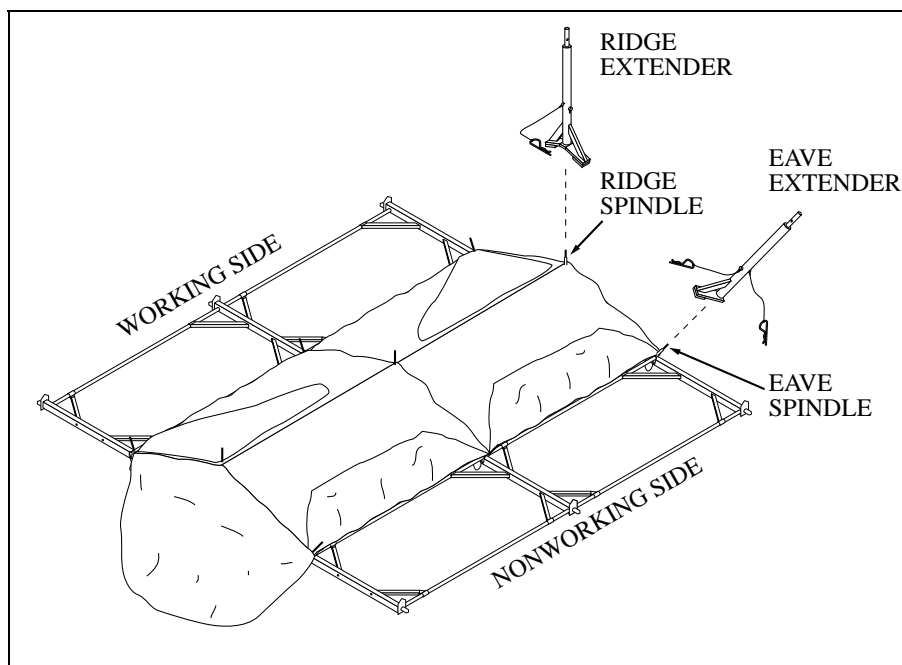 RIDGE
EXTENDER
EAVE
EXTENDER
RIDGE
SPINDLE
WORKING SIDE
EAVE
SPINDLE
NONWORKING SIDE